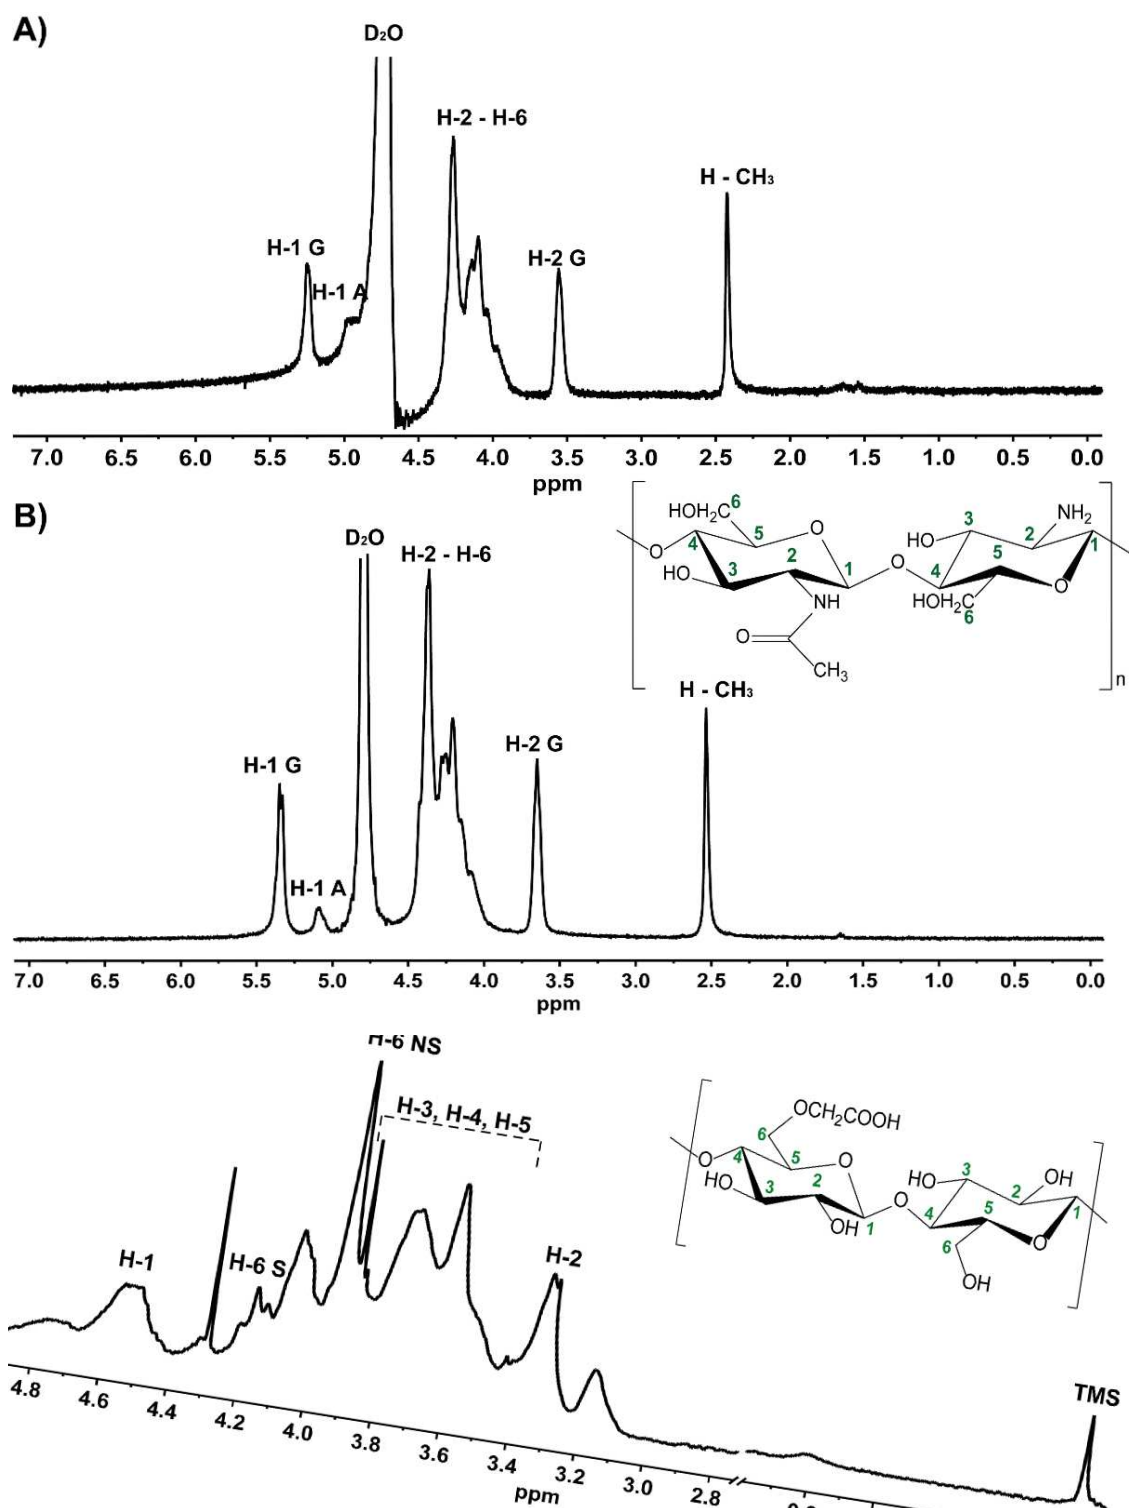 A)
D₂O
H-2 - H-6
H - CH₃
H-1 G
H-2 G
H-1 A
7.0 6.5 6.0 5.5 5.0 4.5 4.0 3.5 3.0 2.5 2.0 1.5 1.0 0.5 0.0
ppm
B)
D₂O
H-2 - H-6
HOH₂C 6 5 O 4 O HO 3 2 1 NH O CH₃ O HO 3 2 NH₂ 1 5 4 O HOH₂C 6 n
H - CH₃
H-2 G
H-1 G
H-1 A
7.0 6.5 6.0 5.5 5.0 4.5 4.0 3.5 3.0 2.5 2.0 1.5 1.0 0.5 0.0
ppm
H-6 NS
H-3, H-4, H-5
OCH₂COOH 6 5 O 4 O HO 3 2 OH 1 O HO 3 2 OH 1 5 4 O 6 OH
H-1
H-6 S
H-2
TMS
4.8 4.6 4.4 4.2 4.0 3.8 3.6 3.4 3.2 3.0 2.8
ppm